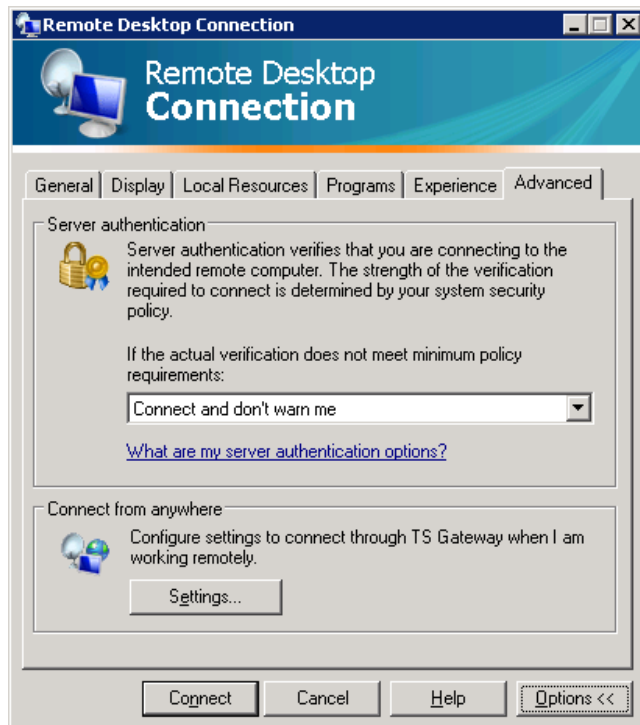 Remote Desktop Connection
Remote Desktop
Connection
General Display Local Resources Programs Experience Advanced
Server authentication
Server authentication verifies that you are connecting to the
intended remote computer. The strength of the verification
required to connect is determined by your system security
policy.
If the actual verification does not meet minimum policy
requirements:
Connect and don't warn me
What are my server authentication options?
Connect from anywhere
Configure settings to connect through TS Gateway when I am
working remotely.
Settings...
Connect Cancel Help Options <<